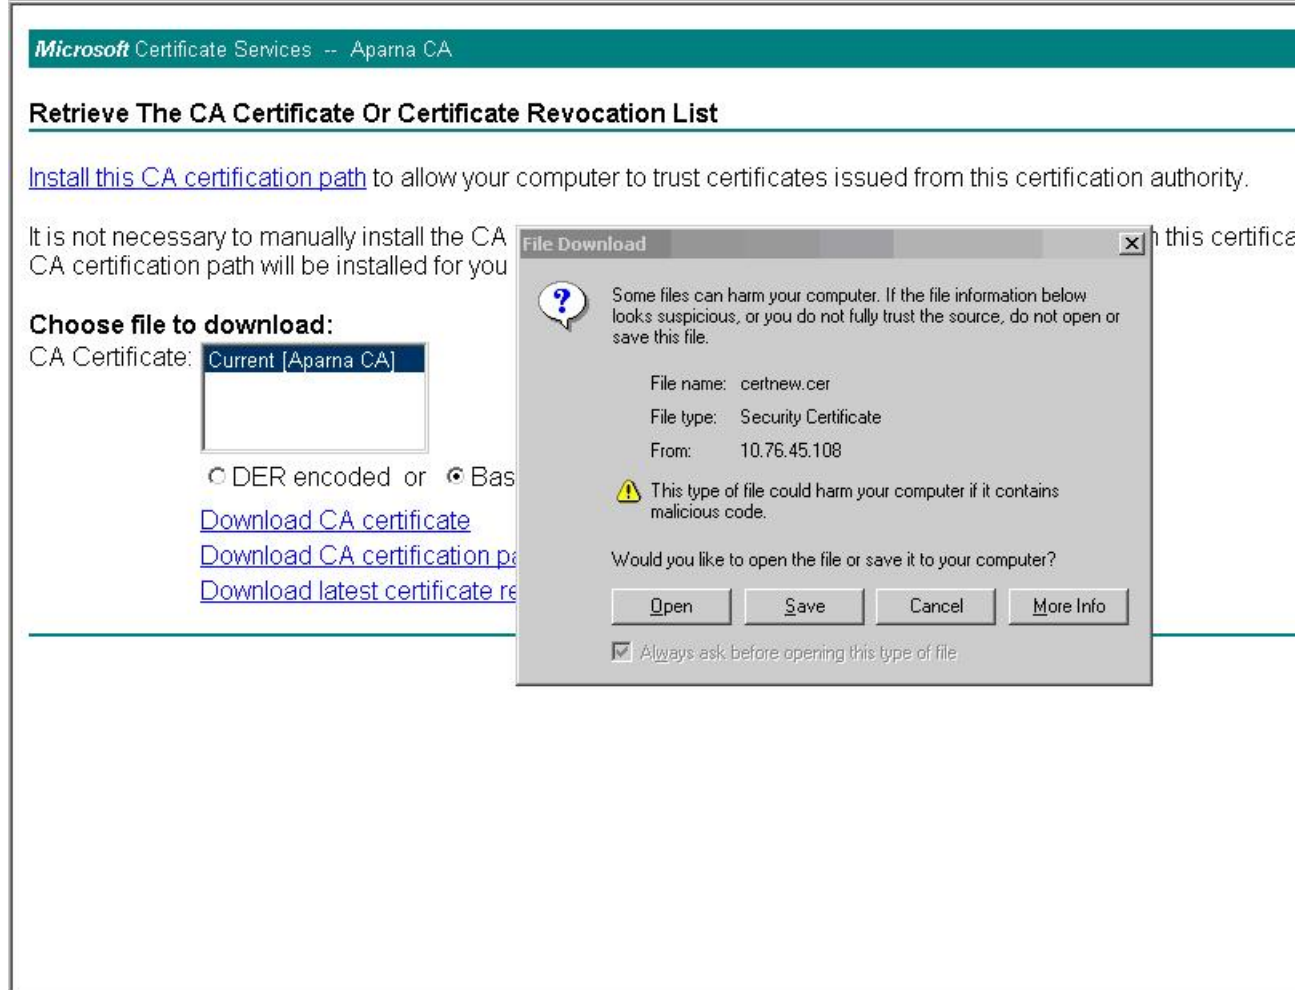 Microsoft Certificate Services -- Aparna CA
Retrieve The CA Certificate Or Certificate Revocation List
Install this CA certification path to allow your computer to trust certificates issued from this certification authority.
It is not necessary to manually install the CA
this
CA certification path will be installed for you
Choose file to download:
CA Certificate:
Current [Aparna CA]
DER encoded or
Download CA certificate
Download CA certification
Download latest certificate
File Download
Some files can harm your computer. If the file information below
looks suspicious, or you do not fully trust the source, do not open or
save this file.
File name: certnew.cer
File type: Security Certificate
From: 10.76.45.108
This type of file could harm your computer if it contains
malicious code.
Would you like to open the file or save it to your computer?
Open Save Cancel More Info
Always ask before opening this type of file